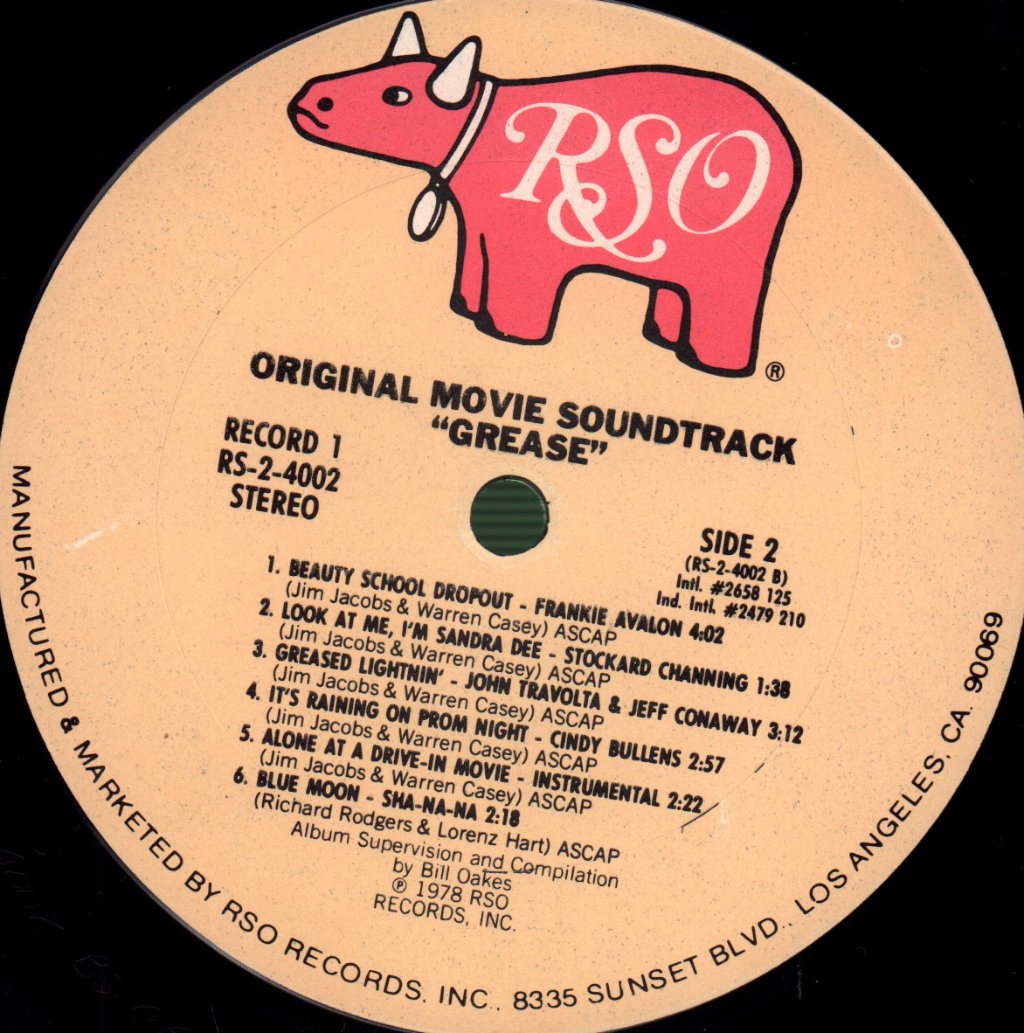 RSO
®
ORIGINAL MOVIE SOUNDTRACK
“GREASE”
RECORD 1
RS-2-4002
STEREO
SIDE 2
(RS-2-4002 B)
Intl. #2658 125
Ind. Intl. #2479 210
1. BEAUTY SCHOOL DROPOUT - FRANKIE AVALON 4:02
(Jim Jacobs & Warren Casey) ASCAP
2. LOOK AT ME, I'M SANDRA DEE - STOCKARD CHANNING 1:38
(Jim Jacobs & Warren Casey) ASCAP
3. GREASED LIGHTNIN' - JOHN TRAVOLTA & JEFF CONAWAY 3:12
(Jim Jacobs & Warren Casey) ASCAP
4. IT'S RAINING ON PROM NIGHT - CINDY BULLENS 2:57
(Jim Jacobs & Warren Casey) ASCAP
5. ALONE AT A DRIVE-IN MOVIE - INSTRUMENTAL 2:22
(Jim Jacobs & Warren Casey) ASCAP
6. BLUE MOON - SHA-NA-NA 2:18
(Richard Rodgers & Lorenz Hart) ASCAP
Album Supervision and Compilation
by Bill Oakes
℗ 1978 RSO
RECORDS, INC.
MANUFACTURED & MARKETED BY RSO RECORDS, INC., 8335 SUNSET BLVD., LOS ANGELES, CA. 90069